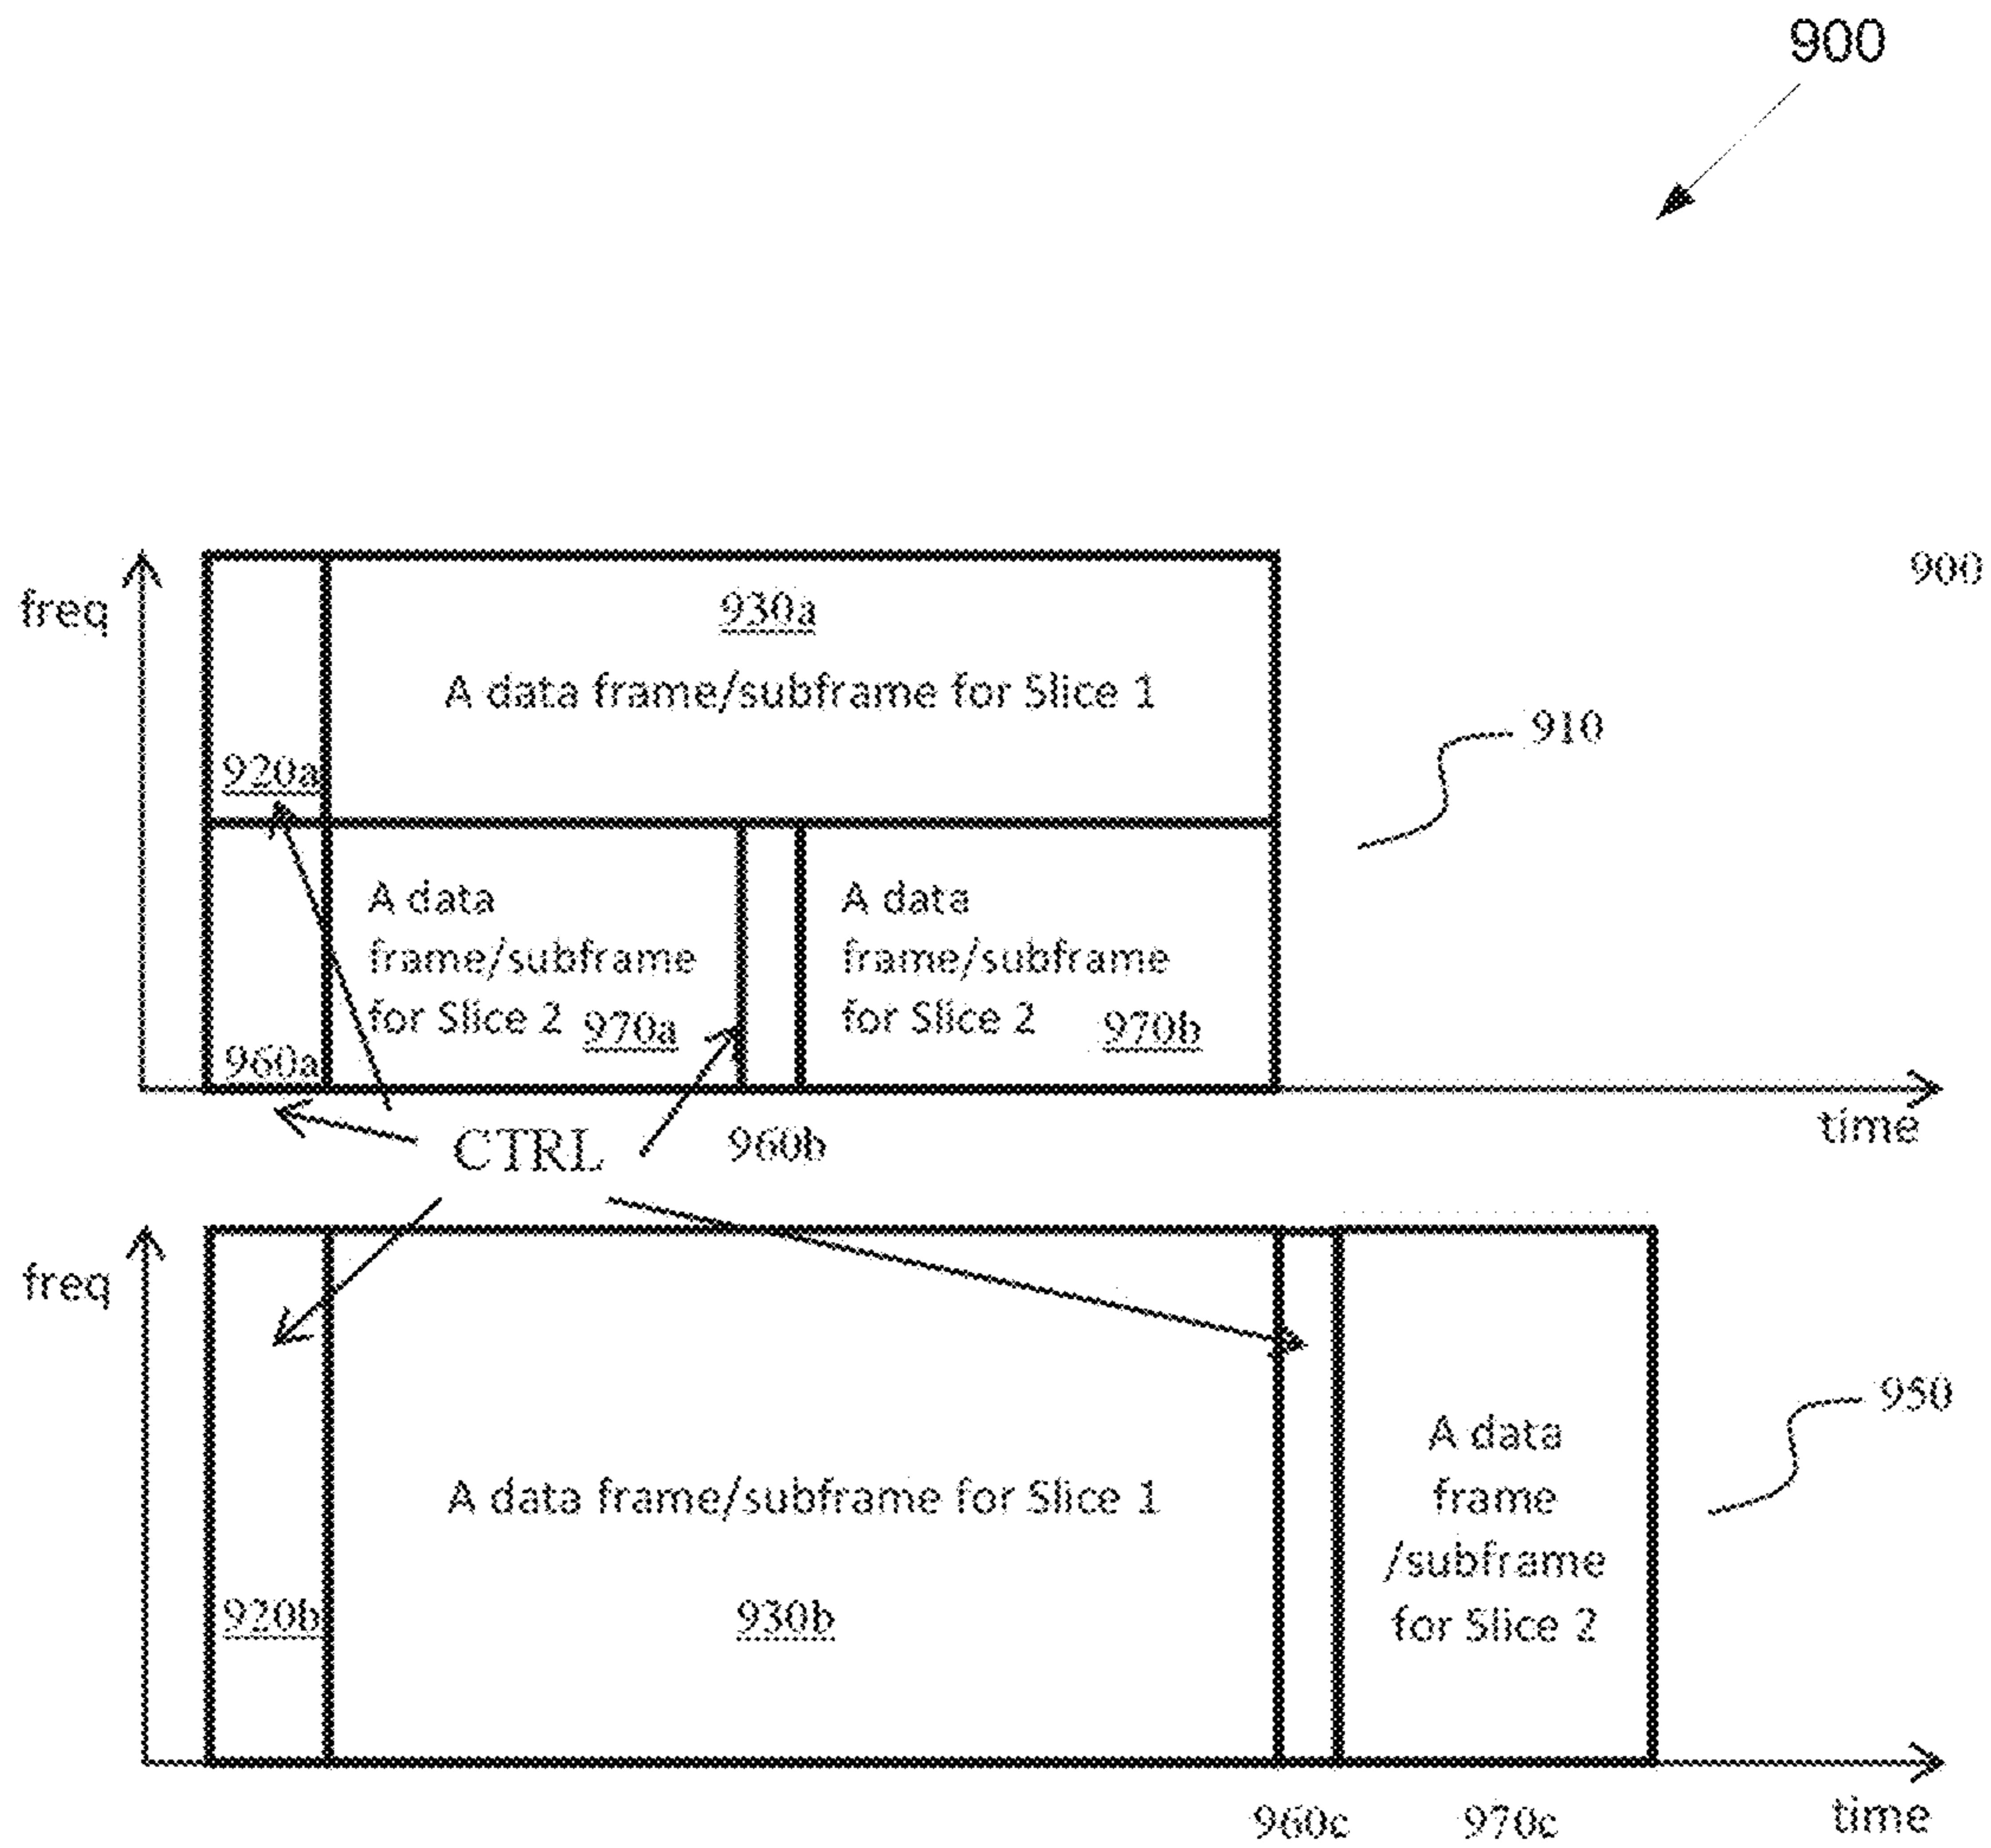 900
900
freq
930a
A data frame/subframe for Slice 1
910
920a
A data
frame/subframe
for Slice 2 970a
A data
frame/subframe
for Slice 2 970b
960a
time
CTRL
960b
freq
950
A data
frame
/subframe
for Slice 2
A data frame/subframe for Slice 1
920b
930b
960c
970c
time